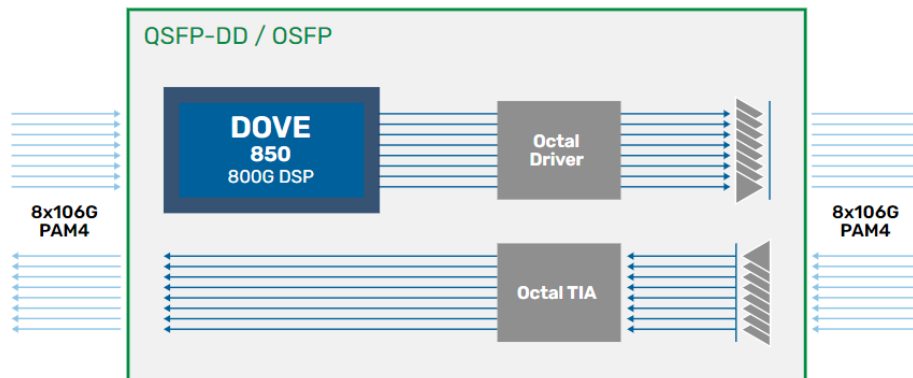 QSFP-DD / OSFP
DOVE
850
800G DSP
Octal
Driver
8x106G
PAM4
8x106G
PAM4
Octal TIA